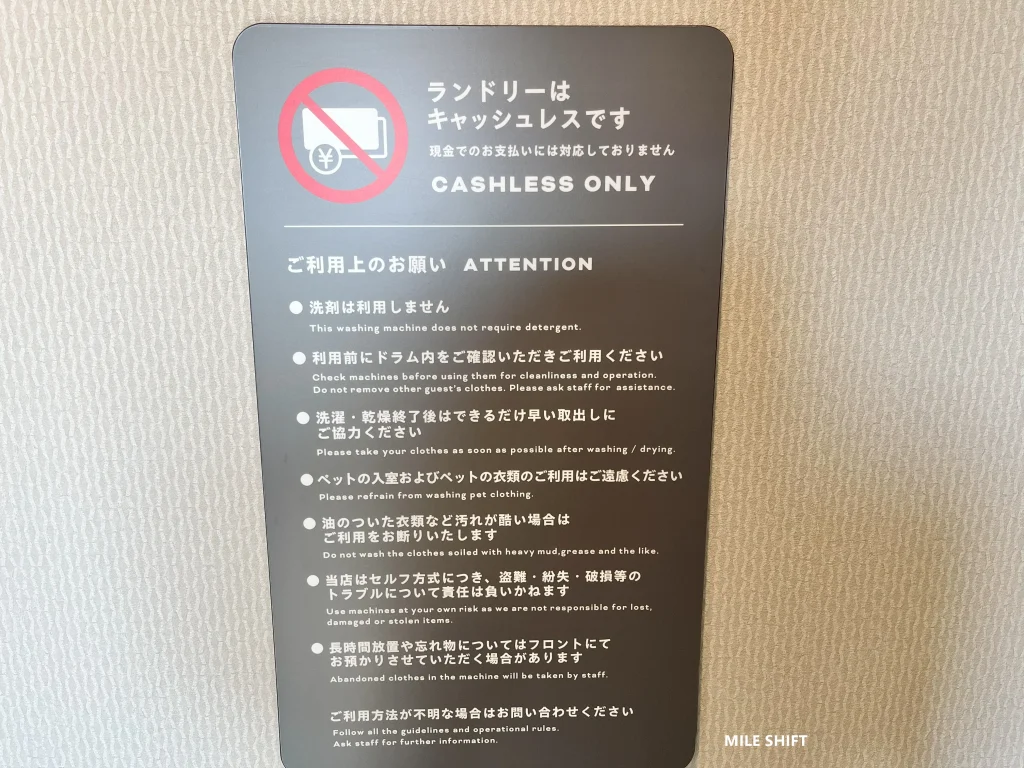 ランドリーは
キャッシュレスです
現金でのお支払いには対応しておりません
CASHLESS ONLY
¥
ご利用上のお願い ATTENTION
● 洗剤は利用しません
This washing machine does not require detergent.
● 利用前にドラム内をご確認いただきご利用ください
Check machines before using them for cleanliness and operation.
Do not remove other guest's clothes. Please ask staff for assistance.
● 洗濯・乾燥終了後はできるだけ早い取出しに
ご協力ください
Please take your clothes as soon as possible after washing / drying.
● ペットの入室およびペットの衣類のご利用はご遠慮ください
Please refrain from washing pet clothing.
● 油のついた衣類など汚れが酷い場合は
ご利用をお断りいたします
Do not wash the clothes soiled with heavy mud,grease and the like.
● 当店はセルフ方式につき、盗難・紛失・破損等の
トラブルについて責任は負いかねます
Use machines at your own risk as we are not responsible for lost,
damaged or stolen items.
● 長時間放置や忘れ物についてはフロントにて
お預かりさせていただく場合があります
Abandoned clothes in the machine will be taken by staff.
ご利用方法が不明な場合はお問い合わせください
Follow all the guidelines and operational rules.
Ask staff for further information.
MILE SHIFT